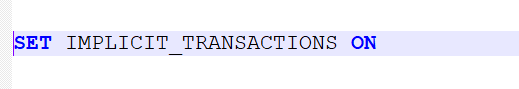 SET IMPLICIT_TRANSACTIONS ON